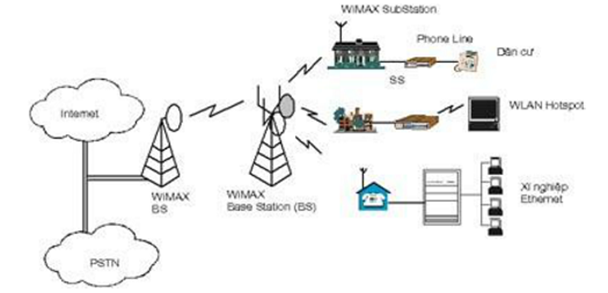 WiMAX SubStation
Phone Line
Dân cư
SS
Internet
WLAN Hotspot
WiMAX
BS
WiMAX
Base Station (BS)
Xí nghiệp
Ethernet
PSTN